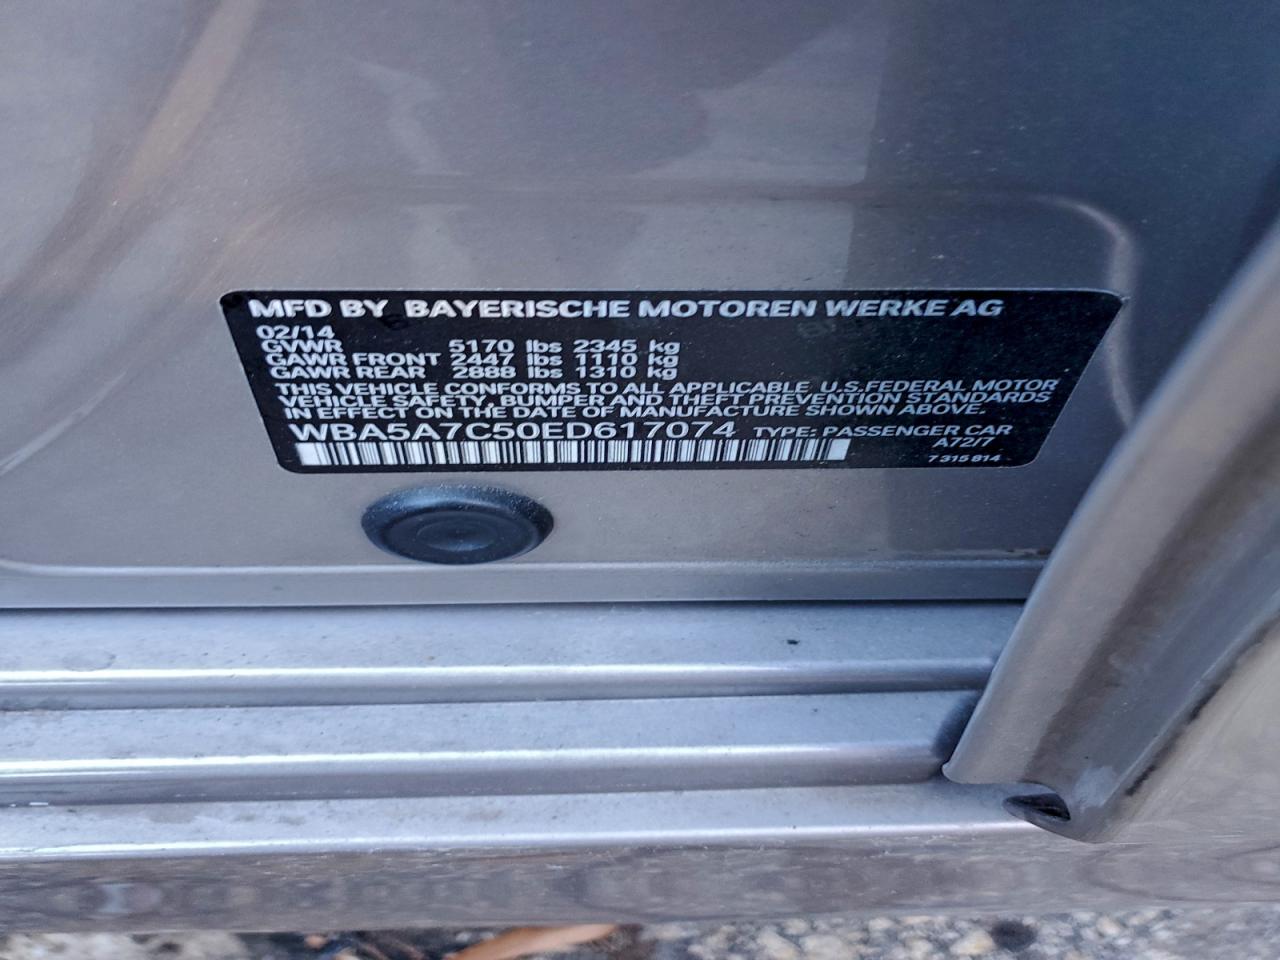 MFD BY BAYERISCHE MOTOREN WERKE AG
02/14
GVWR 5170 lbs 2345 kg
GAWR FRONT 2447 lbs 1110 kg
GAWR REAR 2888 lbs 1310 kg
THIS VEHICLE CONFORMS TO ALL APPLICABLE U.S.FEDERAL MOTOR
VEHICLE SAFETY, BUMPER AND THEFT PREVENTION STANDARDS
IN EFFECT ON THE DATE OF MANUFACTURE SHOWN ABOVE.
WBA5A7C50ED617074 TYPE: PASSENGER CAR
A72/7
7 315 814